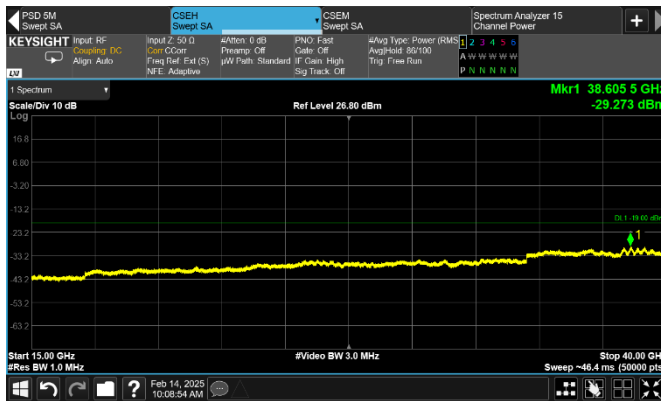 PSD 5M
Swept SA
CSEH
Swept SA
CSEM
Swept SA
Spectrum Analyzer 15
Channel Power
KEYSIGHT
Input: RF
Coupling: DC
Align: Auto
Input Z: 50 Ω
Corr CCorr
Freq Ref: Ext (S)
NFE: Adaptive
#Atten: 0 dB
Preamp: Off
µW Path: Standard
PNO: Fast
Gate: Off
IF Gain: High
Sig Track: Off
#Avg Type: Power (RMS
Avg|Hold: 86/100
Trig: Free Run
1 2 3 4 5 6
A W W W W W
P N N N N N
1 Spectrum
Scale/Div 10 dB
Ref Level 26.80 dBm
Mkr1 38.605 5 GHz
-29.273 dBm
Log
16.8
6.80
-3.20
-13.2
-23.2
-33.2
-43.2
-53.2
-63.2
DL1 -19.00 dBm
1
Start 15.00 GHz
#Video BW 3.0 MHz
Stop 40.00 GHz
#Res BW 1.0 MHz
Sweep ~46.4 ms (50000 pts)
Feb 14, 2025
10:08:54 AM